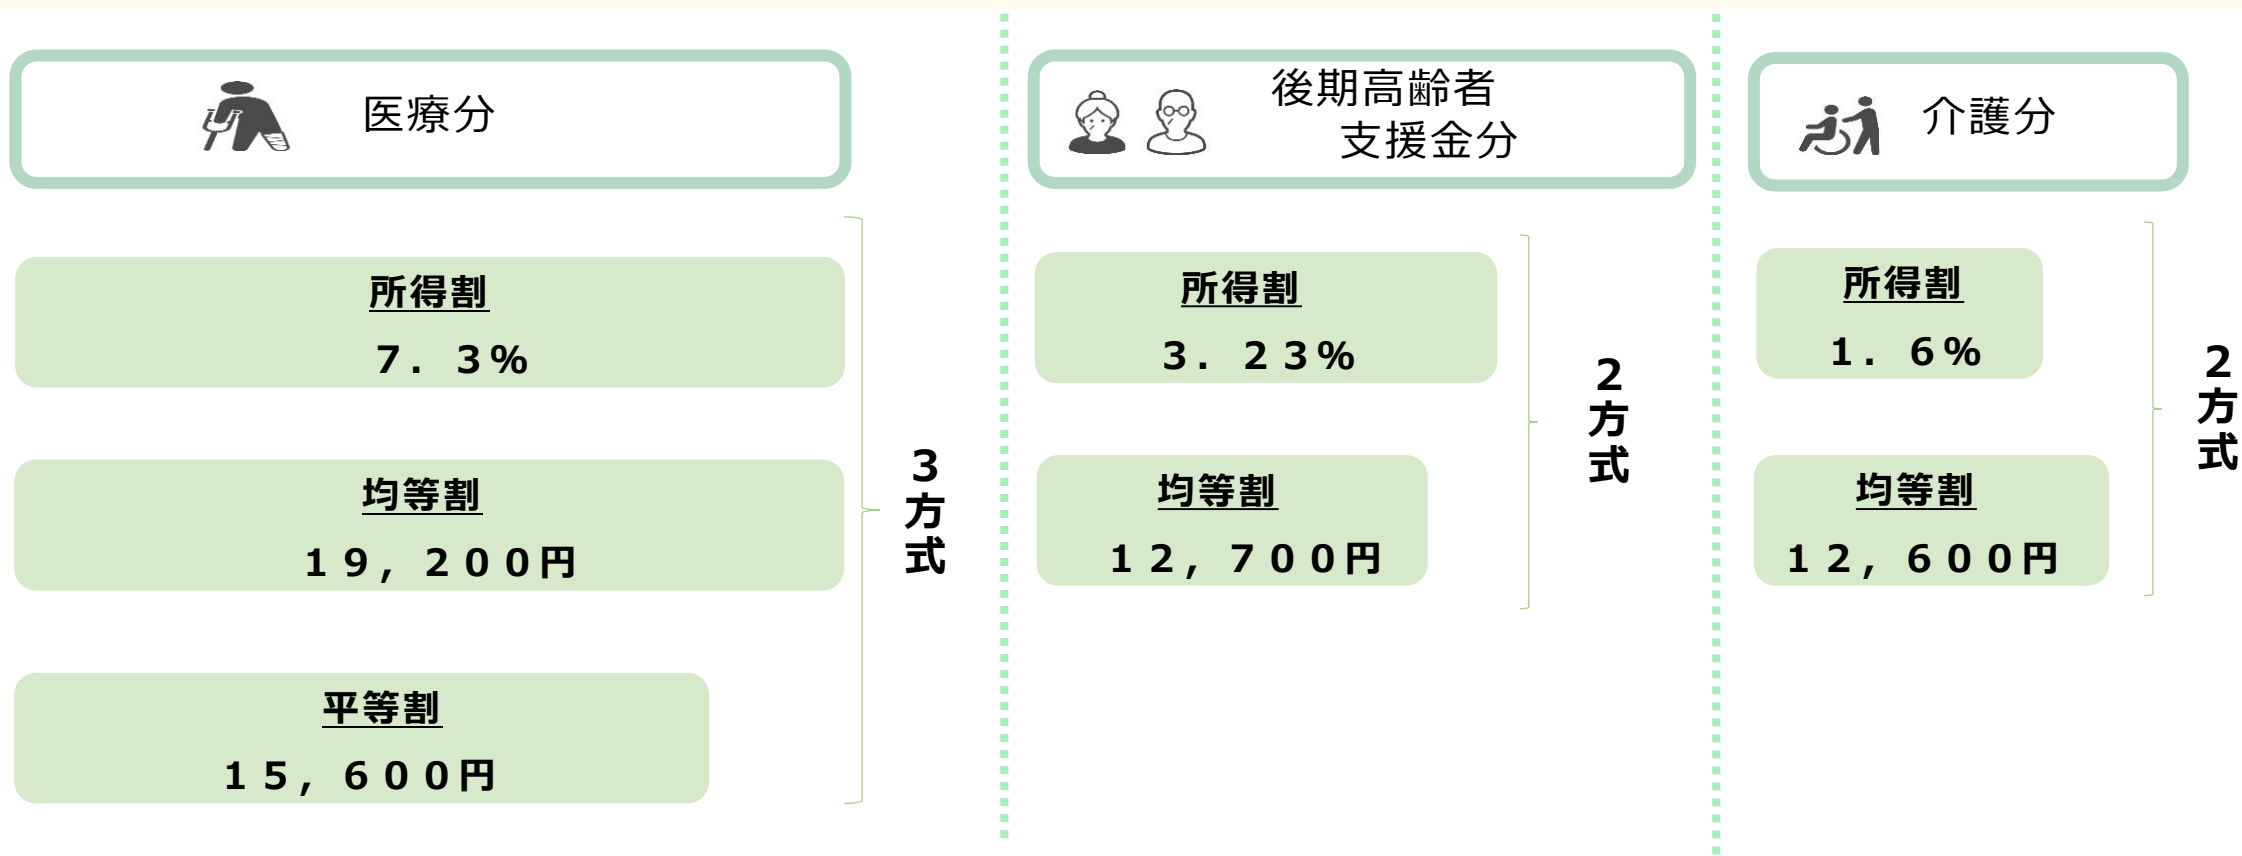 医療分
所得割
７．３％
均等割
１９，２００円
平等割
１５，６００円
３方式
後期高齢者
支援金分
所得割
３．２３％
均等割
１２，７００円
２方式
介護分
所得割
１．６％
均等割
１２，６００円
２方式